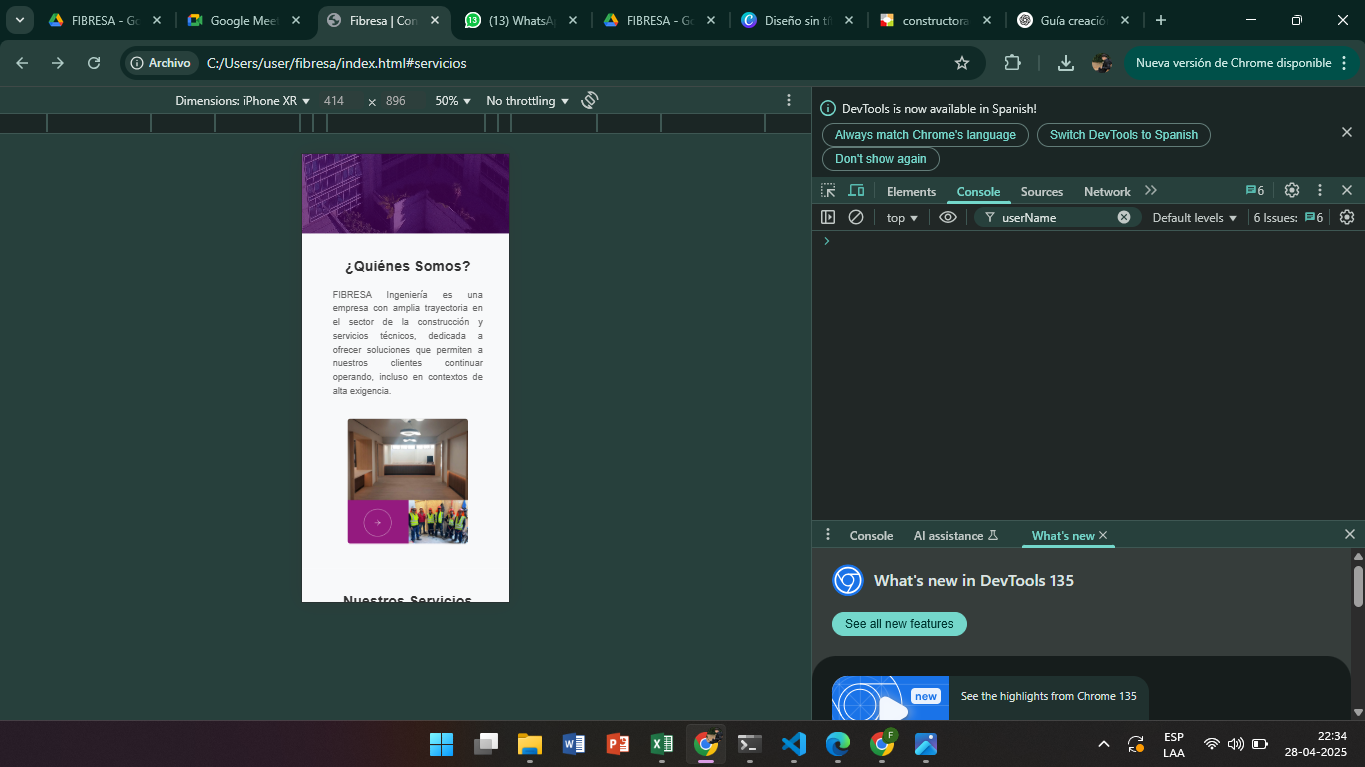 FIBRESA - Go
Google Meet
Fibresa | Con
(13) WhatsAp
FIBRESA - Go
Diseño sin tí
constructora
Guía creació
Archivo
C:/Users/user/fibresa/index.html#servicios
Nueva versión de Chrome disponible
Dimensions: iPhone XR
414
×
896
50%
No throttling
DevTools is now available in Spanish!
Always match Chrome's language
Switch DevTools to Spanish
Don't show again
Elements
Console
Sources
Network
6
top
userName
Default levels
6 Issues:
6
¿Quiénes Somos?
FIBRESA Ingeniería es una
empresa con amplia trayectoria en
el sector de la construcción y
servicios técnicos, dedicada a
ofrecer soluciones que permiten a
nuestros clientes continuar
operando, incluso en contextos de
alta exigencia.
Nuestros Servicios
Console
AI assistance
What's new
What's new in DevTools 135
See all new features
new
See the highlights from Chrome 135
ESP
LAA
22:34
28-04-2025